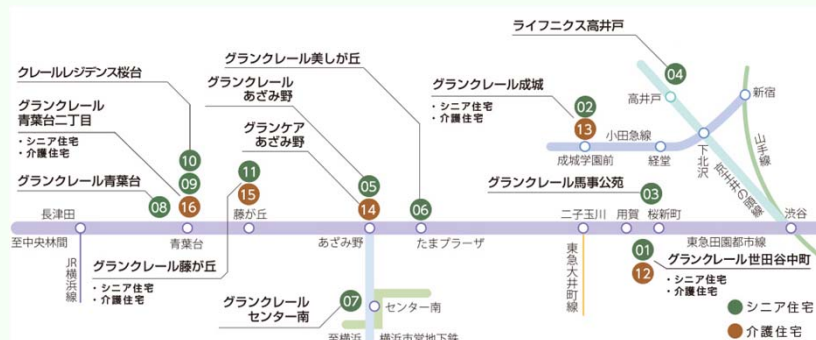 ライフニクス高井戸
04
高井戸
新宿
グランクレール美しが丘
クレールレジデンス桜台
グランクレール
あざみ野
グランクレール成城
・シニア住宅
・介護住宅
02
13
小田急線
成城学園前
経堂
下北沢
山手線
京王井の頭線
グランクレール
青葉台二丁目
・シニア住宅
・介護住宅
グランケア
あざみ野
10
09
16
グランクレール青葉台
08
11
15
05
14
06
グランクレール馬事公苑
03
長津田
藤が丘
二子玉川
用賀
桜新町
渋谷
至中央林間
青葉台
あざみ野
たまプラーザ
東急田園都市線
JR横浜線
グランクレール藤が丘
・シニア住宅
・介護住宅
東急大井町線
01
12
グランクレール世田谷中町
・シニア住宅
・介護住宅
グランクレール
センター南
07
センター南
至横浜
横浜市営地下鉄
シニア住宅
介護住宅